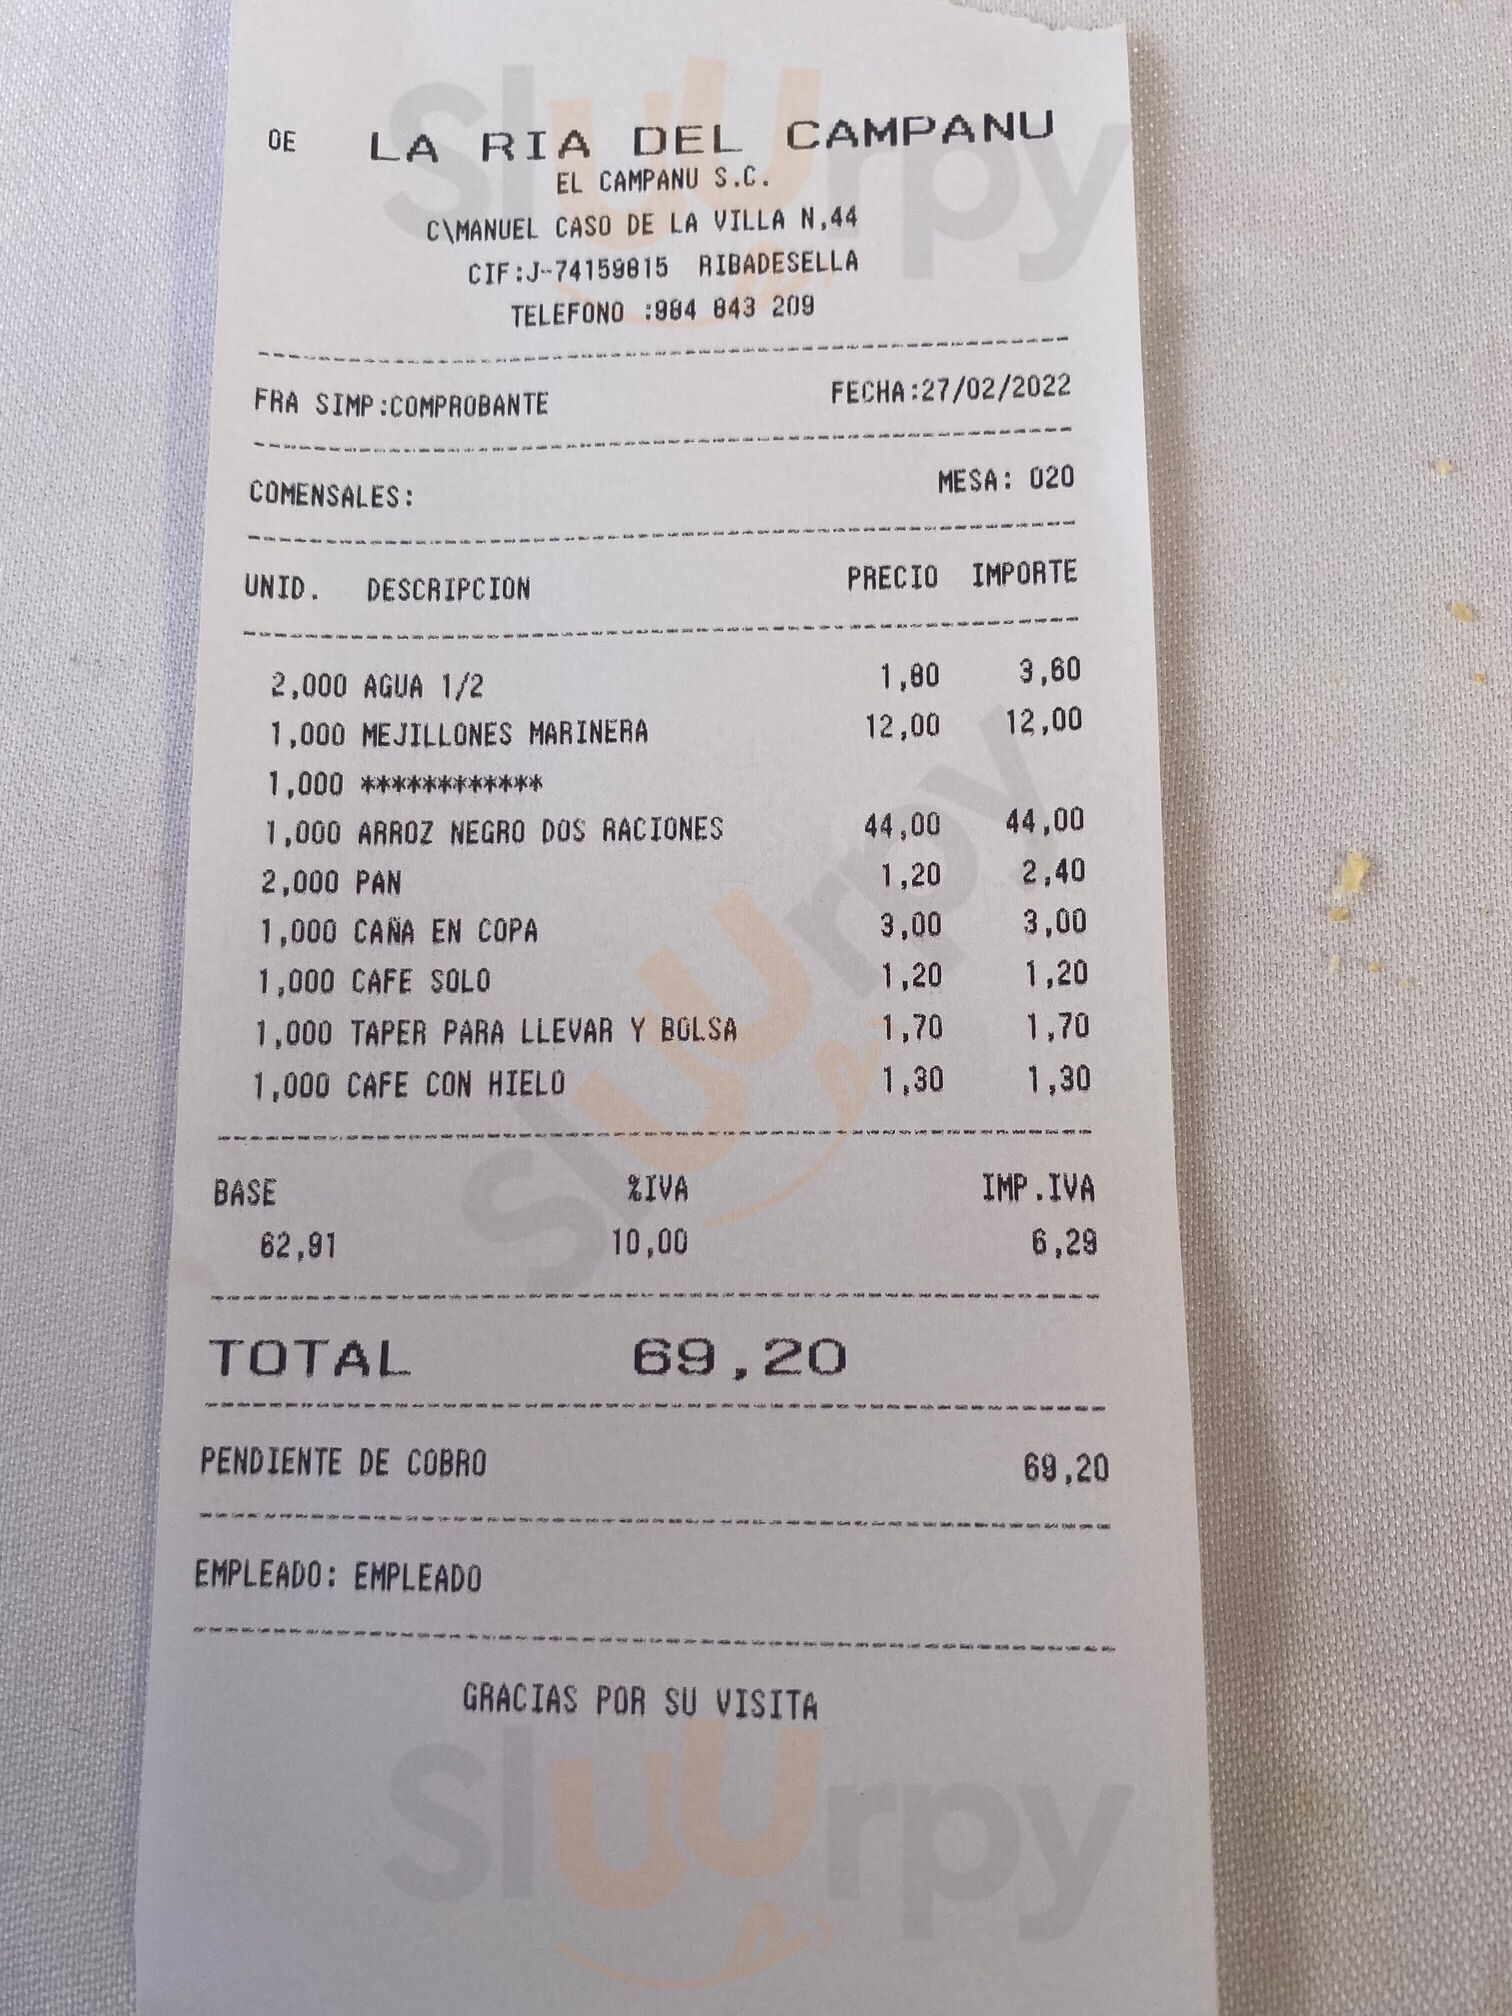 OE LA RIA DEL CAMPANU
EL CAMPANU S.C.
C\MANUEL CASO DE LA VILLA N,44
CIF:J-74159815 RIBADESELLA
TELEFONO :984 843 209
FRA SIMP:COMPROBANTE FECHA:27/02/2022
COMENSALES: MESA: 020
UNID. DESCRIPCION PRECIO IMPORTE
2,000 AGUA 1/2 1,80 3,60
1,000 MEJILLONES MARINERA 12,00 12,00
1,000 ************
1,000 ARROZ NEGRO DOS RACIONES 44,00 44,00
2,000 PAN 1,20 2,40
1,000 CAÑA EN COPA 3,00 3,00
1,000 CAFE SOLO 1,20 1,20
1,000 TAPER PARA LLEVAR Y BOLSA 1,70 1,70
1,000 CAFE CON HIELO 1,30 1,30
BASE %IVA IMP.IVA
62,91 10,00 6,29
TOTAL 69,20
PENDIENTE DE COBRO 69,20
EMPLEADO: EMPLEADO
GRACIAS POR SU VISITA
Sluurpy
Sluurpy
Sluurpy